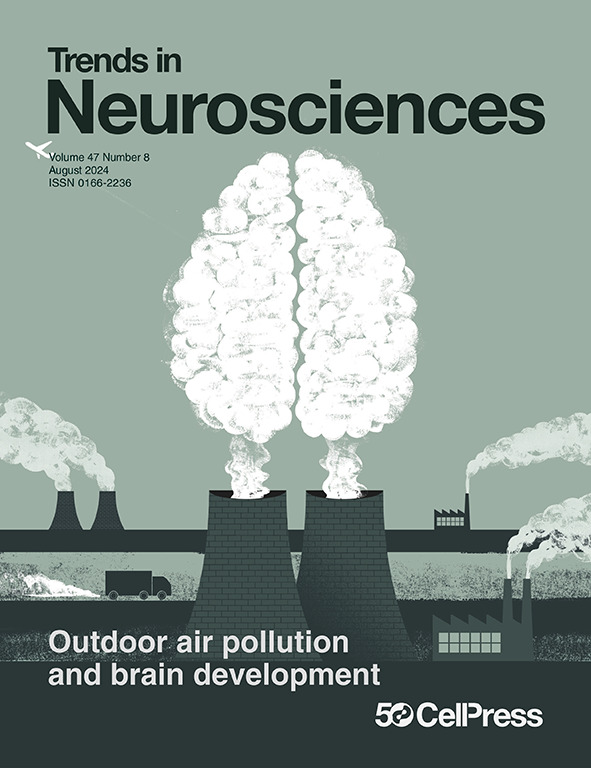 Trends in
Neurosciences
Volume 47 Number 8
August 2024
ISSN 0166-2236
Outdoor air pollution
and brain development
50 CellPress